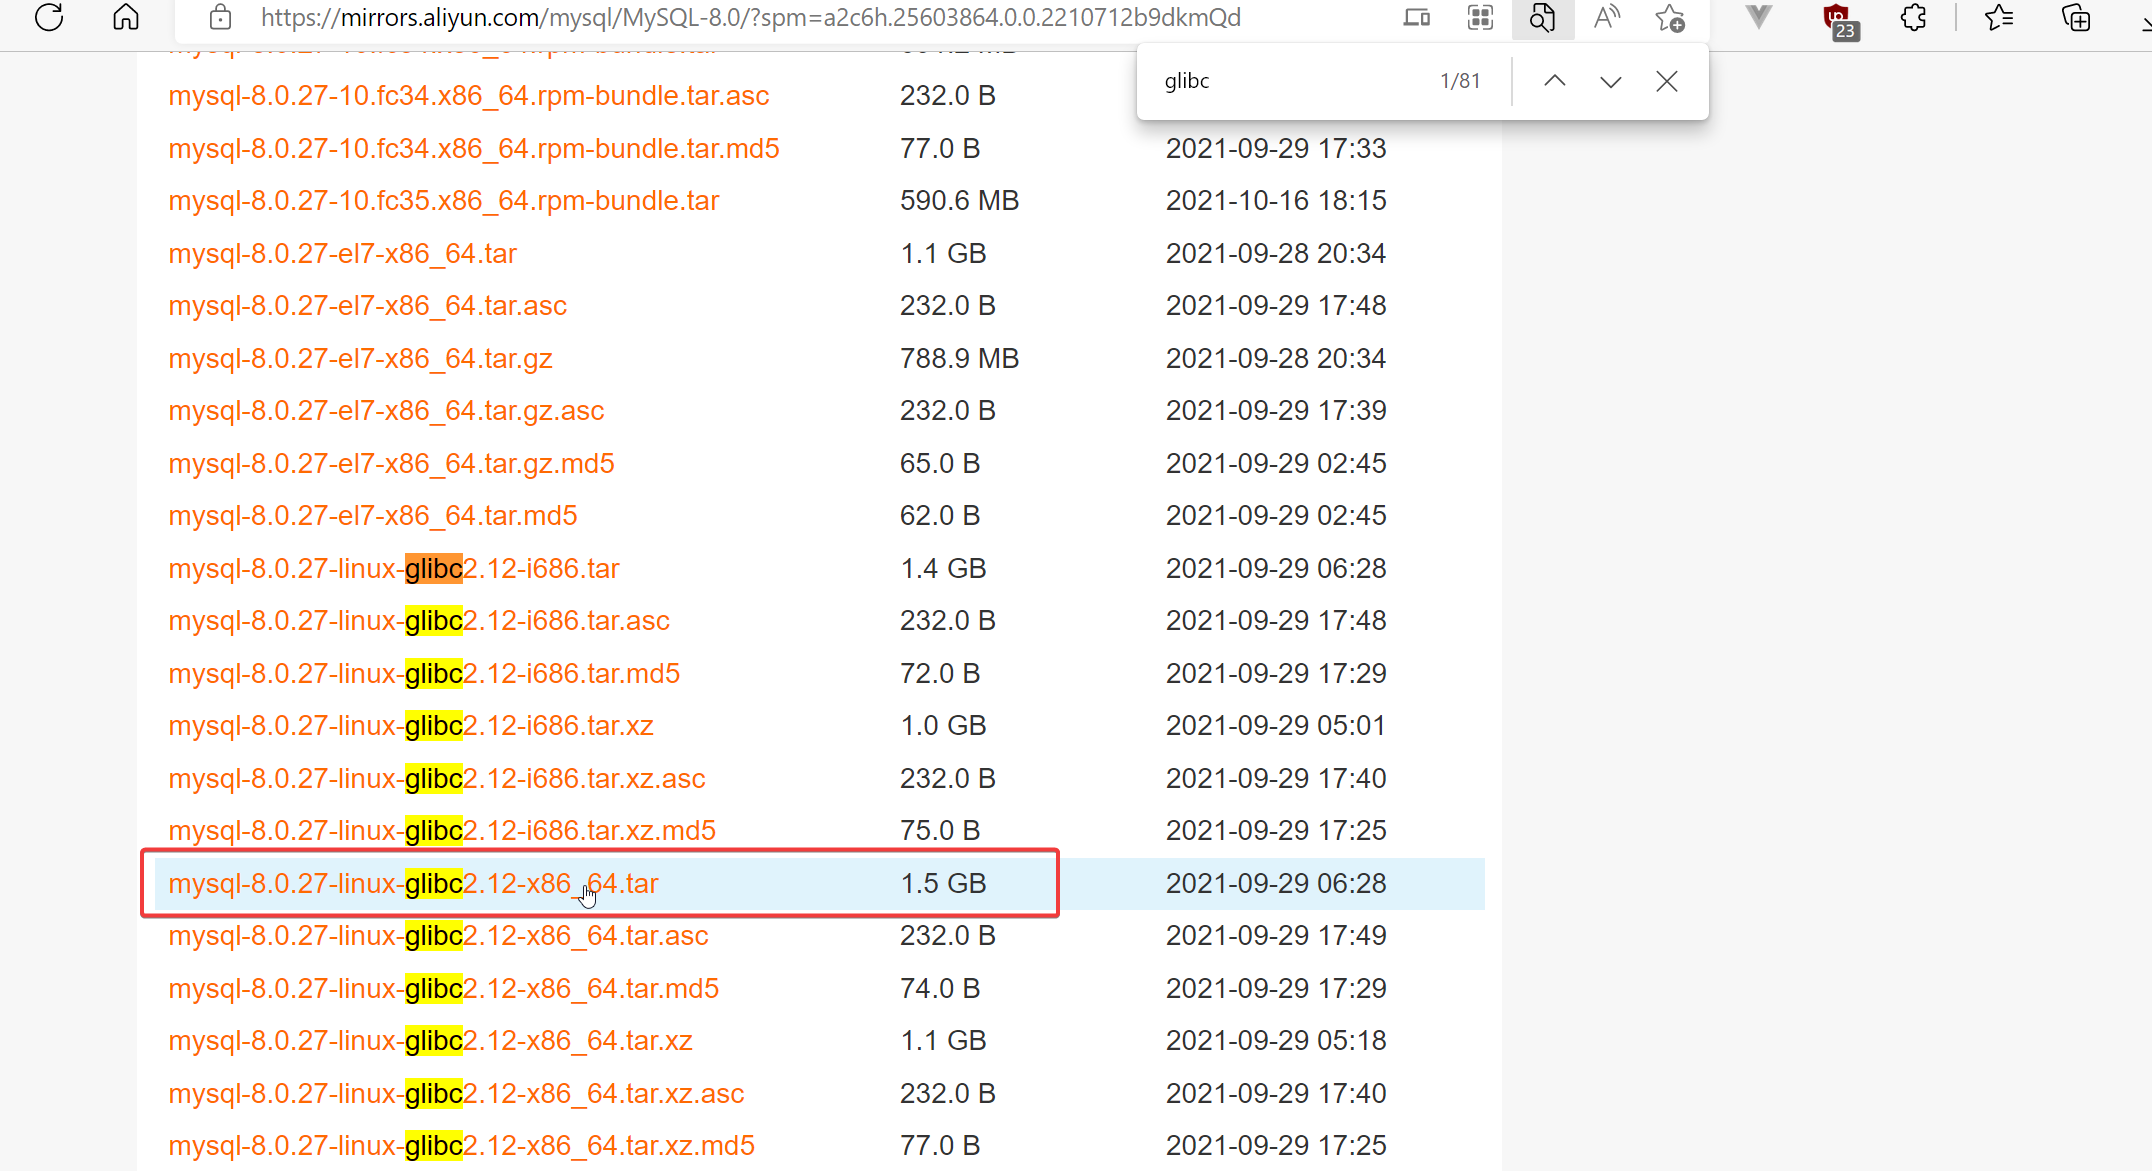 https://mirrors.aliyun.com/mysql/MySQL-8.0/?spm=a2c6h.25603864.0.0.2210712b9dkmQd
23
glibc 1/81
mysql-8.0.27-10.fc34.x86_64.rpm-bundle.tar.asc 232.0 B
mysql-8.0.27-10.fc34.x86_64.rpm-bundle.tar.md5 77.0 B 2021-09-29 17:33
mysql-8.0.27-10.fc35.x86_64.rpm-bundle.tar 590.6 MB 2021-10-16 18:15
mysql-8.0.27-el7-x86_64.tar 1.1 GB 2021-09-28 20:34
mysql-8.0.27-el7-x86_64.tar.asc 232.0 B 2021-09-29 17:48
mysql-8.0.27-el7-x86_64.tar.gz 788.9 MB 2021-09-28 20:34
mysql-8.0.27-el7-x86_64.tar.gz.asc 232.0 B 2021-09-29 17:39
mysql-8.0.27-el7-x86_64.tar.gz.md5 65.0 B 2021-09-29 02:45
mysql-8.0.27-el7-x86_64.tar.md5 62.0 B 2021-09-29 02:45
mysql-8.0.27-linux-glibc2.12-i686.tar 1.4 GB 2021-09-29 06:28
mysql-8.0.27-linux-glibc2.12-i686.tar.asc 232.0 B 2021-09-29 17:48
mysql-8.0.27-linux-glibc2.12-i686.tar.md5 72.0 B 2021-09-29 17:29
mysql-8.0.27-linux-glibc2.12-i686.tar.xz 1.0 GB 2021-09-29 05:01
mysql-8.0.27-linux-glibc2.12-i686.tar.xz.asc 232.0 B 2021-09-29 17:40
mysql-8.0.27-linux-glibc2.12-i686.tar.xz.md5 75.0 B 2021-09-29 17:25
mysql-8.0.27-linux-glibc2.12-x86_64.tar 1.5 GB 2021-09-29 06:28
mysql-8.0.27-linux-glibc2.12-x86_64.tar.asc 232.0 B 2021-09-29 17:49
mysql-8.0.27-linux-glibc2.12-x86_64.tar.md5 74.0 B 2021-09-29 17:29
mysql-8.0.27-linux-glibc2.12-x86_64.tar.xz 1.1 GB 2021-09-29 05:18
mysql-8.0.27-linux-glibc2.12-x86_64.tar.xz.asc 232.0 B 2021-09-29 17:40
mysql-8.0.27-linux-glibc2.12-x86_64.tar.xz.md5 77.0 B 2021-09-29 17:25